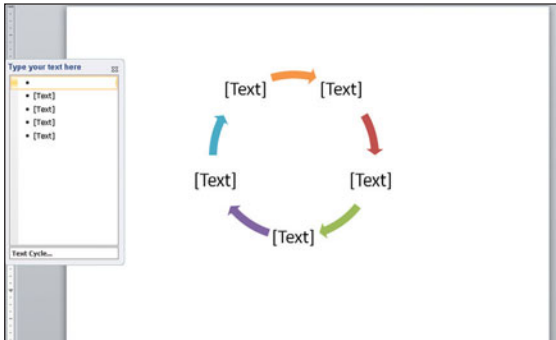 Type your text here
[Text]
[Text]
[Text]
[Text]
Text Cycle...
[Text] [Text]
[Text] [Text]
[Text]